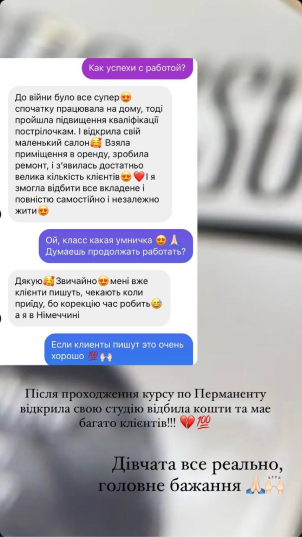 Как успехи с работой?
До війни було все супер😍
спочатку працювала на дому, тоді
пройшла підвищення кваліфікації
пострілочкам. І відкрила свій
маленький салон🥰 Взяла
приміщення в оренду, зробила
ремонт, і з'явилась достатньо
велика кількість клієнтів😍❤️І я
змогла відбити все вкладене і
повністю самостійно і незалежно
жити😍
Ой, класс какая умничка 😍🙏🏻
Думаешь продолжать работать?
Дякую🥰Звичайно😍мені вже
клієнти пишуть, чекають коли
приїду, бо корекцію час робить😅
а я в Німеччині
Если клиенты пишут это очень
хорошо 💯🙌🏻
Після проходження курсу по Перманенту
відкрила свою студію відбила кошти та має
багато клієнтів!!! 💔💯
Дівчата все реально,
головне бажання 🙏🏻🙌🏻